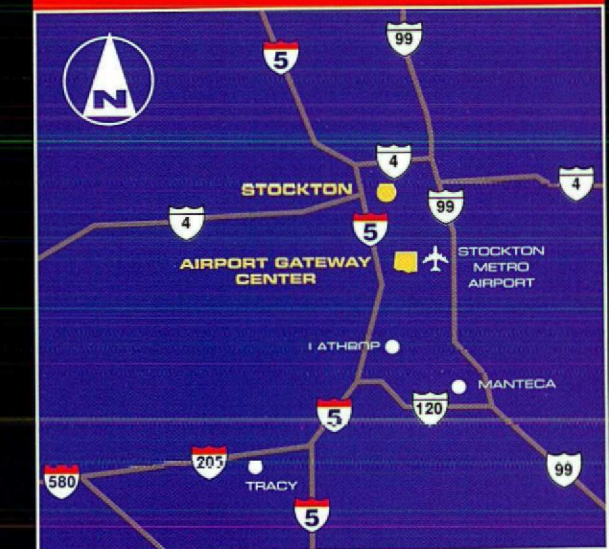 99
5
N
4
STOCKTON
4
99
4
5
AIRPORT GATEWAY
CENTER
STOCKTON
METRO
AIRPORT
LATHROP
MANTECA
5
120
205
TRACY
580
99
5